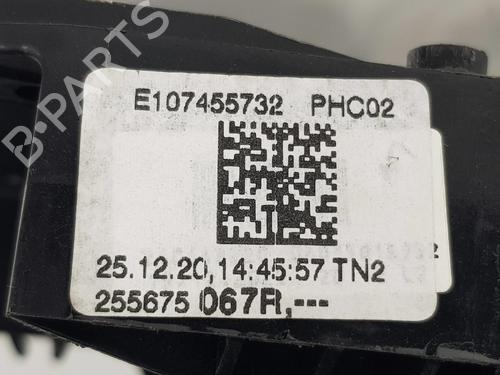 B-PARTS
E107455732 PHC02
25.12.20,14:45:57 TN2
255675 067R,---